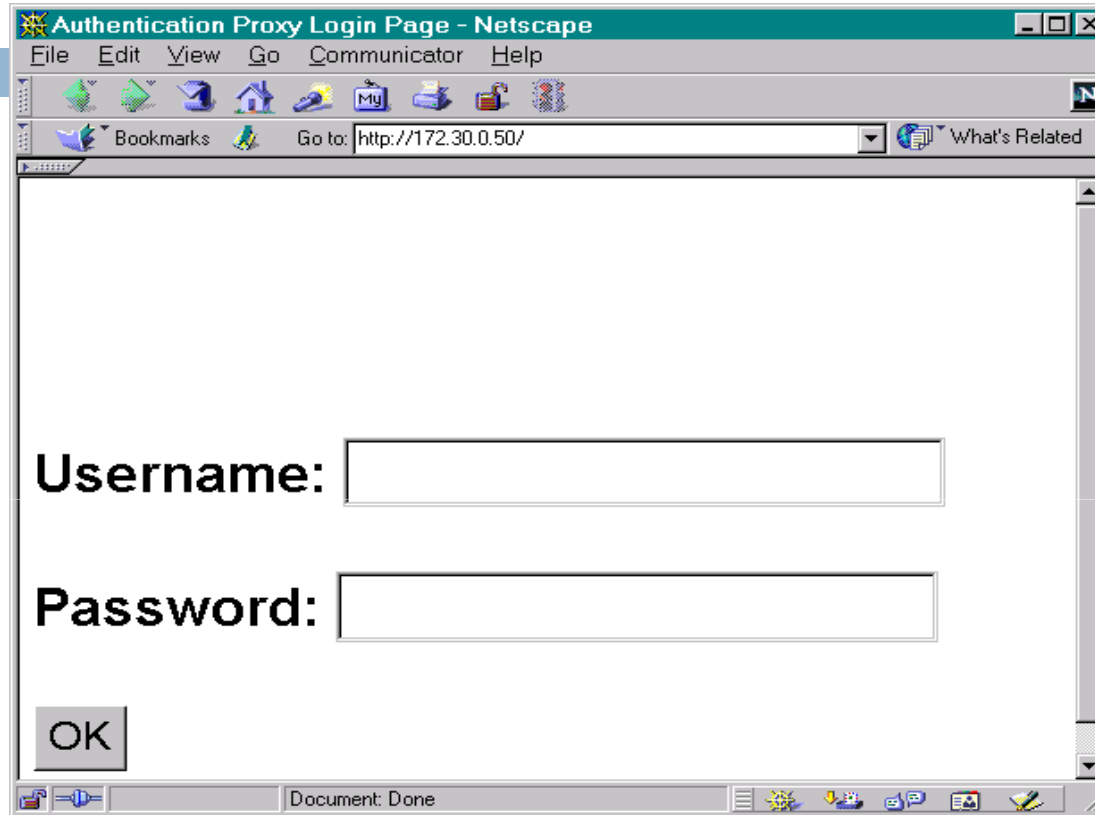 Authentication Proxy Login Page - Netscape
File Edit View Go Communicator Help
My N
Bookmarks Go to: http://172.30.0.50/ What's Related
Username:
Password:
OK
Document: Done